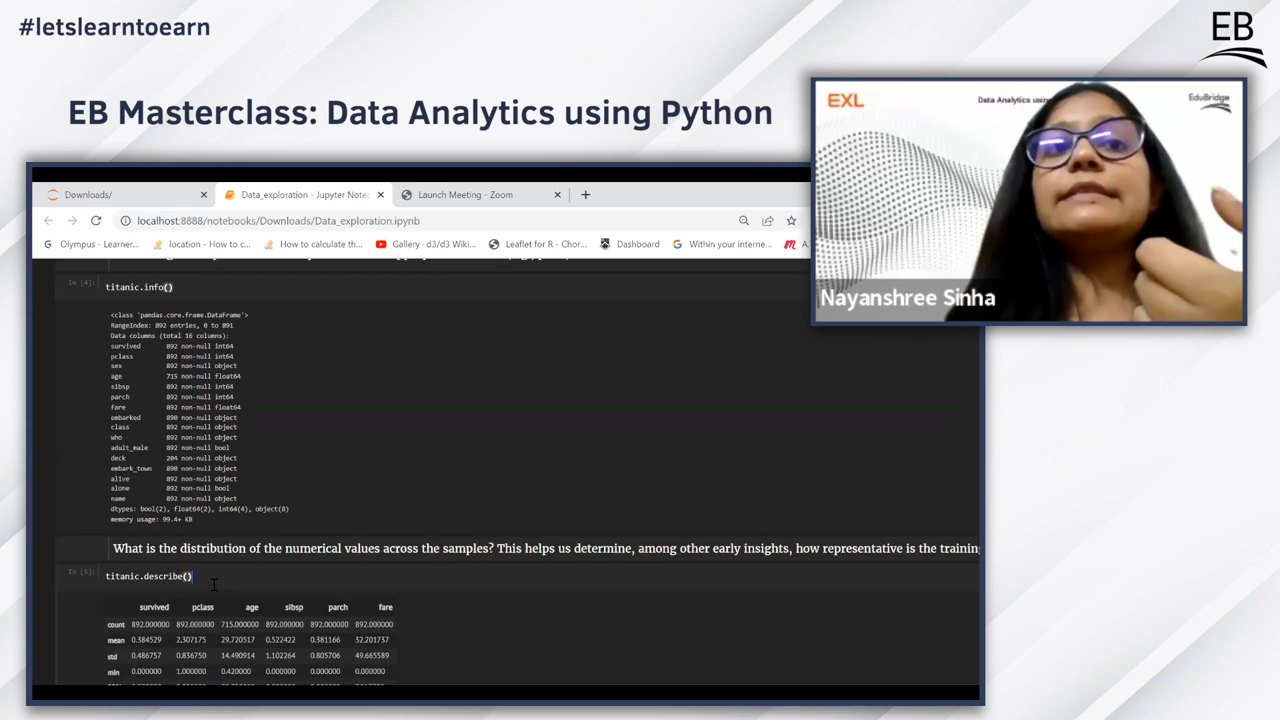 #letslearntoearn
EB
EB Masterclass: Data Analytics using Python
EXL
Data Analytics using
EduBridge
Nayanshree Sinha
Downloads/
Data_exploration - Jupyter Note
Launch Meeting - Zoom
localhost:8888/notebooks/Downloads/Data_exploration.ipynb
Olympus - Learner...
location - How to c...
How to calculate th...
Gallery · d3/d3 Wiki...
Leaflet for R - Chor...
Dashboard
Within your interne...
In [4]:
titanic.info()
<class 'pandas.core.frame.DataFrame'>
RangeIndex: 892 entries, 0 to 891
Data columns (total 16 columns):
survived 892 non-null int64
pclass 892 non-null int64
sex 892 non-null object
age 715 non-null float64
sibsp 892 non-null int64
parch 892 non-null int64
fare 892 non-null float64
embarked 890 non-null object
class 892 non-null object
who 892 non-null object
adult_male 892 non-null bool
deck 204 non-null object
embark_town 890 non-null object
alive 892 non-null object
alone 892 non-null bool
name 892 non-null object
dtypes: bool(2), float64(2), int64(4), object(8)
memory usage: 99.4+ KB
What is the distribution of the numerical values across the samples? This helps us determine, among other early insights, how representative is the training
In [5]:
titanic.describe()
survived pclass age sibsp parch fare
count 892.000000 892.000000 715.000000 892.000000 892.000000 892.000000
mean 0.384529 2.307175 29.720517 0.522422 0.381166 32.201737
std 0.486757 0.836750 14.490914 1.102264 0.805706 49.665589
min 0.000000 1.000000 0.420000 0.000000 0.000000 0.000000